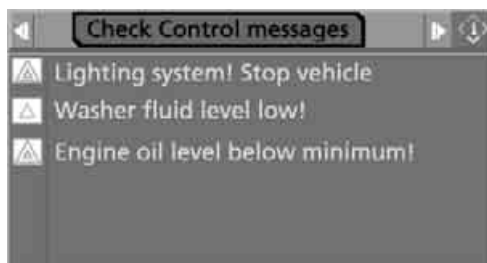 Check Control messages
Lighting system! Stop vehicle
Washer fluid level low!
Engine oil level below minimum!